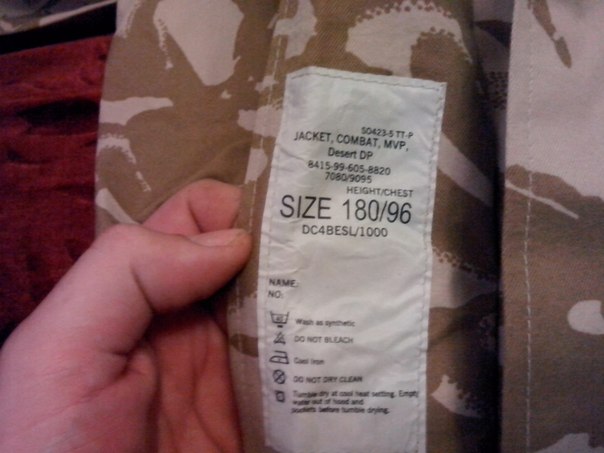 SO423-5 TT-P
JACKET, COMBAT, MVP,
Desert DP
8415-99-605-8820
7080/9095
HEIGHT/CHEST
SIZE 180/96
DC4BESL/1000
NAME:
NO:
Wash as synthetic
DO NOT BLEACH
Cool Iron
DO NOT DRY CLEAN
Tumble dry at cool heat setting. Empty
water out of hood and
pockets before tumble drying.